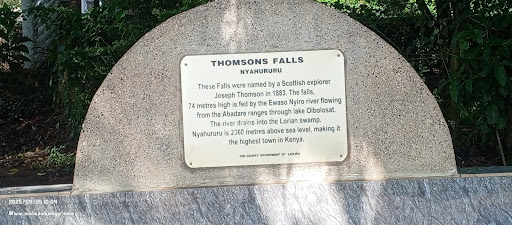 THOMSONS FALLS
NYAHURURU
These Falls were named by a Scottish explorer
Joseph Thomson in 1883. The falls,
74 metres high is fed by the Ewaso Nyiro river flowing
from the Abadare ranges through lake Olbolosat.
The river drains into the Lorian swamp.
Nyahururu is 2360 metres above sea level, making it
the highest town in Kenya.
THE COUNTY GOVERNMENT OF LAIKIPIA